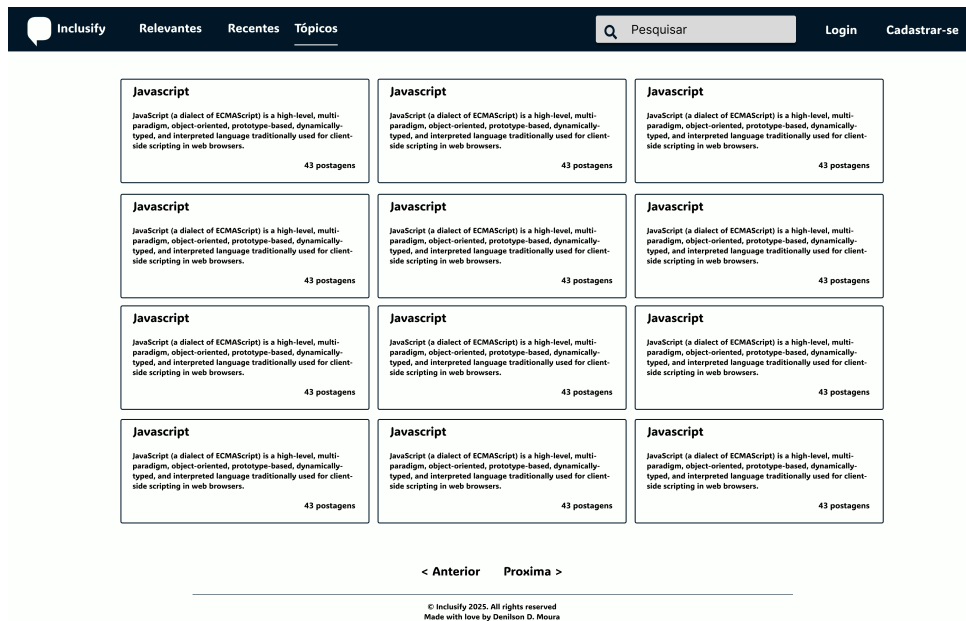 Inclusify Relevantes Recentes Tópicos Pesquisar Login Cadastrar-se
Javascript
JavaScript (a dialect of ECMAScript) is a high-level, multi-
paradigm, object-oriented, prototype-based, dynamically-
typed, and interpreted language traditionally used for client-
side scripting in web browsers.
43 postagens
Javascript
JavaScript (a dialect of ECMAScript) is a high-level, multi-
paradigm, object-oriented, prototype-based, dynamically-
typed, and interpreted language traditionally used for client-
side scripting in web browsers.
43 postagens
Javascript
JavaScript (a dialect of ECMAScript) is a high-level, multi-
paradigm, object-oriented, prototype-based, dynamically-
typed, and interpreted language traditionally used for client-
side scripting in web browsers.
43 postagens
Javascript
JavaScript (a dialect of ECMAScript) is a high-level, multi-
paradigm, object-oriented, prototype-based, dynamically-
typed, and interpreted language traditionally used for client-
side scripting in web browsers.
43 postagens
Javascript
JavaScript (a dialect of ECMAScript) is a high-level, multi-
paradigm, object-oriented, prototype-based, dynamically-
typed, and interpreted language traditionally used for client-
side scripting in web browsers.
43 postagens
Javascript
JavaScript (a dialect of ECMAScript) is a high-level, multi-
paradigm, object-oriented, prototype-based, dynamically-
typed, and interpreted language traditionally used for client-
side scripting in web browsers.
43 postagens
Javascript
JavaScript (a dialect of ECMAScript) is a high-level, multi-
paradigm, object-oriented, prototype-based, dynamically-
typed, and interpreted language traditionally used for client-
side scripting in web browsers.
43 postagens
Javascript
JavaScript (a dialect of ECMAScript) is a high-level, multi-
paradigm, object-oriented, prototype-based, dynamically-
typed, and interpreted language traditionally used for client-
side scripting in web browsers.
43 postagens
Javascript
JavaScript (a dialect of ECMAScript) is a high-level, multi-
paradigm, object-oriented, prototype-based, dynamically-
typed, and interpreted language traditionally used for client-
side scripting in web browsers.
43 postagens
Javascript
JavaScript (a dialect of ECMAScript) is a high-level, multi-
paradigm, object-oriented, prototype-based, dynamically-
typed, and interpreted language traditionally used for client-
side scripting in web browsers.
43 postagens
Javascript
JavaScript (a dialect of ECMAScript) is a high-level, multi-
paradigm, object-oriented, prototype-based, dynamically-
typed, and interpreted language traditionally used for client-
side scripting in web browsers.
43 postagens
Javascript
JavaScript (a dialect of ECMAScript) is a high-level, multi-
paradigm, object-oriented, prototype-based, dynamically-
typed, and interpreted language traditionally used for client-
side scripting in web browsers.
43 postagens
< Anterior Proxima >
© Inclusify 2025. All rights reserved
Made with love by Denilson D. Moura